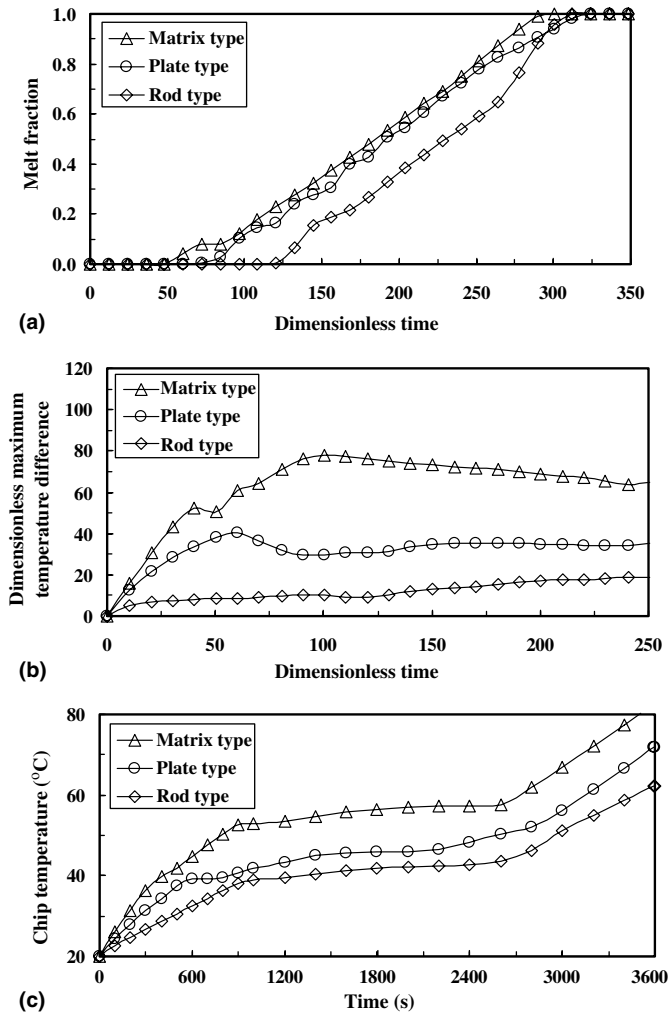 1.0
0.8
0.6
0.4
0.2
0.0
Melt fraction
Matrix type
Plate type
Rod type
0 50 100 150 200 250 300 350
(a) Dimensionless time
120
100
80
60
40
20
0
Dimensionless maximum
temperature difference
Matrix type
Plate type
Rod type
0 50 100 150 200 250
(b) Dimensionless time
80
60
40
20
Chip temperature (°C)
Matrix type
Plate type
Rod type
0 600 1200 1800 2400 3000 3600
(c) Time (s)